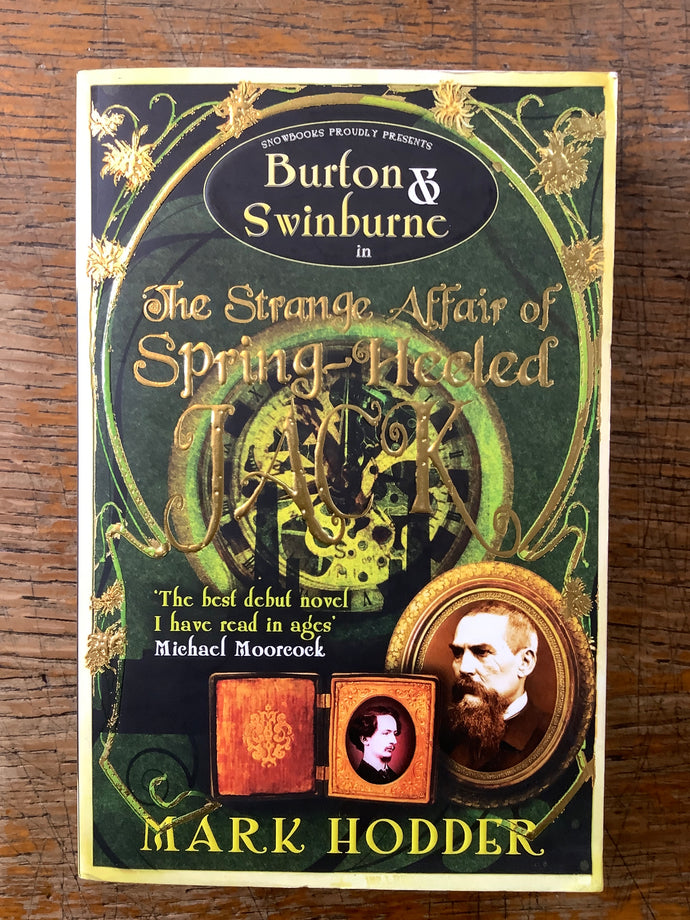 SNOWBOOKS PROUDLY PRESENTS
Burton &
Swinburne
in
The Strange Affair of
Spring-Heeled
JACK
'The best debut novel
I have read in ages'
Michael Moorcock
MARK HODDER